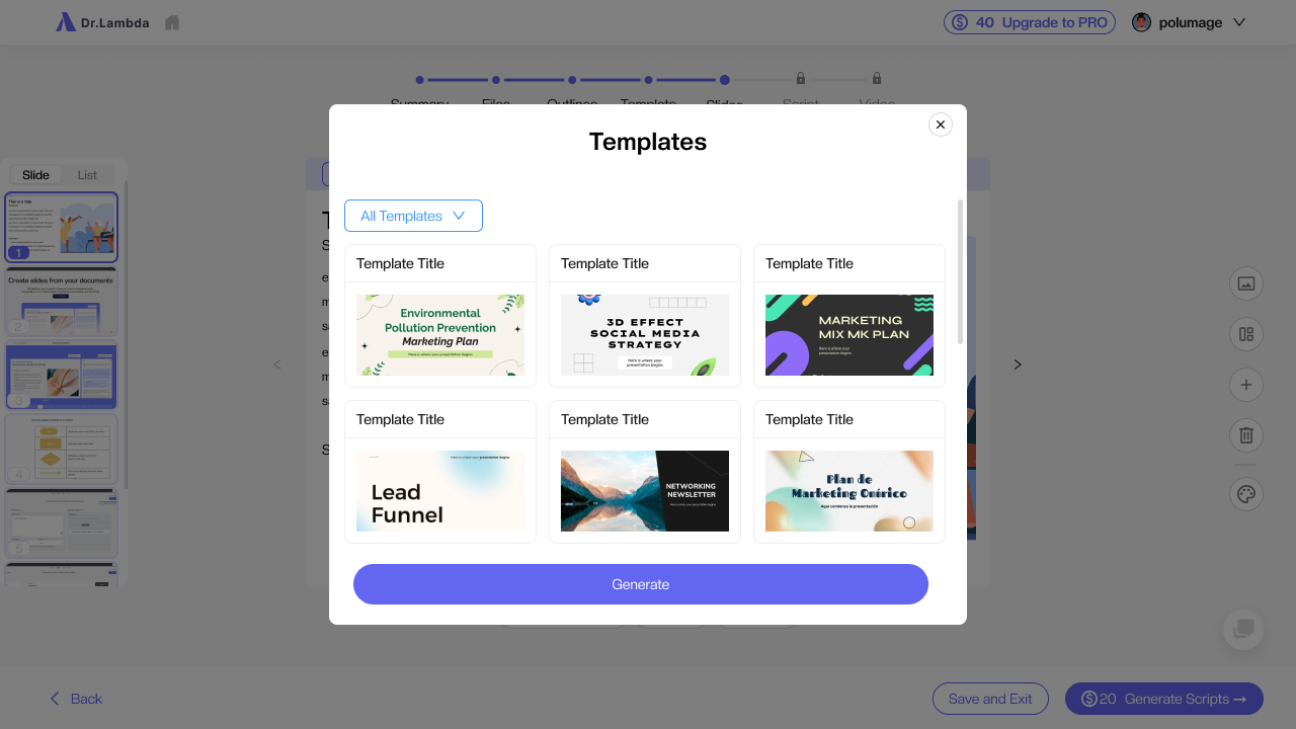 Dr.Lambda
40 Upgrade to PRO
polumage
Summary
Files
Outlines
Template
Slides
Script
Video
Templates
Slide
List
This is a title
1
Create slides from your documents
2
3
4
5
All Templates
Template Title
Environmental
Pollution Prevention
Marketing Plan
Here is where your presentation begins
Template Title
3D EFFECT
SOCIAL MEDIA
STRATEGY
Here is where your
presentation begins
Template Title
MARKETING
MIX MK PLAN
Here is where your
presentation begins
Template Title
Here is where your presentation begins
Lead
Funnel
Template Title
NETWORKING
NEWSLETTER
Here is where your presentation begins
Template Title
Plan de
Marketing Onírico
Aquí comienza tu presentación
Generate
Back
Save and Exit
20 Generate Scripts →